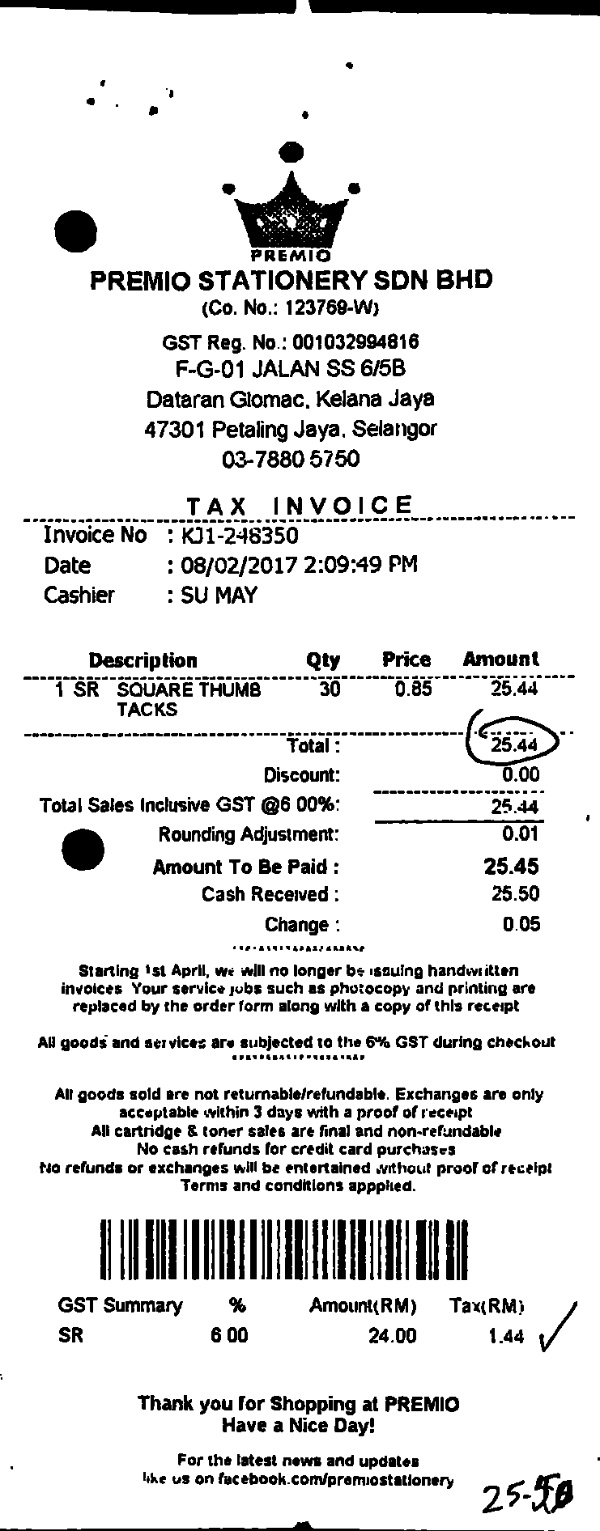 PREMIO
PREMIO STATIONERY SDN BHD
(Co. No.: 123769-W)
GST Reg. No.: 001032994816
F-G-01 JALAN SS 6/5B
Dataran Glomac, Kelana Jaya
47301 Petaling Jaya, Selangor
03-7880 5750
TAX INVOICE
Invoice No : KJ1-248350
Date : 08/02/2017 2:09:49 PM
Cashier : SU MAY
Description Qty Price Amount
1 SR SQUARE THUMB 30 0.85 25.44
TACKS
Total : 25.44
Discount: 0.00
Total Sales Inclusive GST @6 00%: 25.44
Rounding Adjustment: 0.01
Amount To Be Paid : 25.45
Cash Received : 25.50
Change : 0.05
Starting 1st April, we will no longer be issuing handwritten
invoices Your service jobs such as photocopy and printing are
replaced by the order form along with a copy of this receipt
All goods and services are subjected to the 6% GST during checkout
All goods sold are not returnable/refundable. Exchanges are only
acceptable within 3 days with a proof of receipt
All cartridge & toner sales are final and non-refundable
No cash refunds for credit card purchases
No refunds or exchanges will be entertained without proof of receipt
Terms and conditions appplied.
GST Summary % Amount(RM) Tax(RM)
SR 6 00 24.00 1.44
Thank you for Shopping at PREMIO
Have a Nice Day!
For the latest news and updates
like us on facebook.com/premiostationery